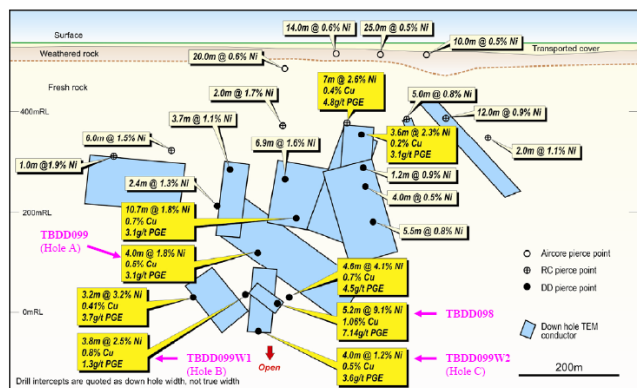 14.0m @ 0.6% Ni
25.0m @ 0.5% Ni
10.0m @ 0.5% Ni
Surface
Weathered rock
Transported cover
20.0m @ 0.6% Ni
Fresh rock
7m @ 2.6% Ni
0.4% Cu
4.8g/t PGE
5.0m @ 0.8% Ni
2.0m @ 1.7% Ni
400mRL
12.0m @ 0.9% Ni
3.7m @ 1.1% Ni
3.6m @ 2.3% Ni
0.2% Cu
3.1g/t PGE
6.0m @ 1.5% Ni
6.9m @ 1.6% Ni
2.0m @ 1.1% Ni
1.0m @1.9% Ni
1.2m @ 0.9% Ni
2.4m @ 1.3% Ni
4.0m @ 0.5% Ni
200mRL
10.7m @ 1.8% Ni
0.7% Cu
3.1g/t PGE
5.5m @ 0.8% Ni
TBDD099
(Hole A)
4.0m @ 1.8% Ni
0.5% Cu
3.1g/t PGE
4.6m @ 4.1% Ni
0.7% Cu
4.5g/t PGE
3.2m @ 3.2% Ni
0.41% Cu
3.7g/t PGE
0mRL
5.2m @ 9.1% Ni
1.06% Cu
7.14g/t PGE
TBDD098
3.8m @ 2.5% Ni
0.8% Cu
1.3g/t PGE
TBDD099W1
(Hole B)
Open
4.0m @ 1.2% Ni
0.5% Cu
3.6g/t PGE
TBDD099W2
(Hole C)
Aircore pierce point
RC pierce point
DD pierce point
Down hole TEM
conductor
200m
Drill intercepts are quoted as down hole width, not true width